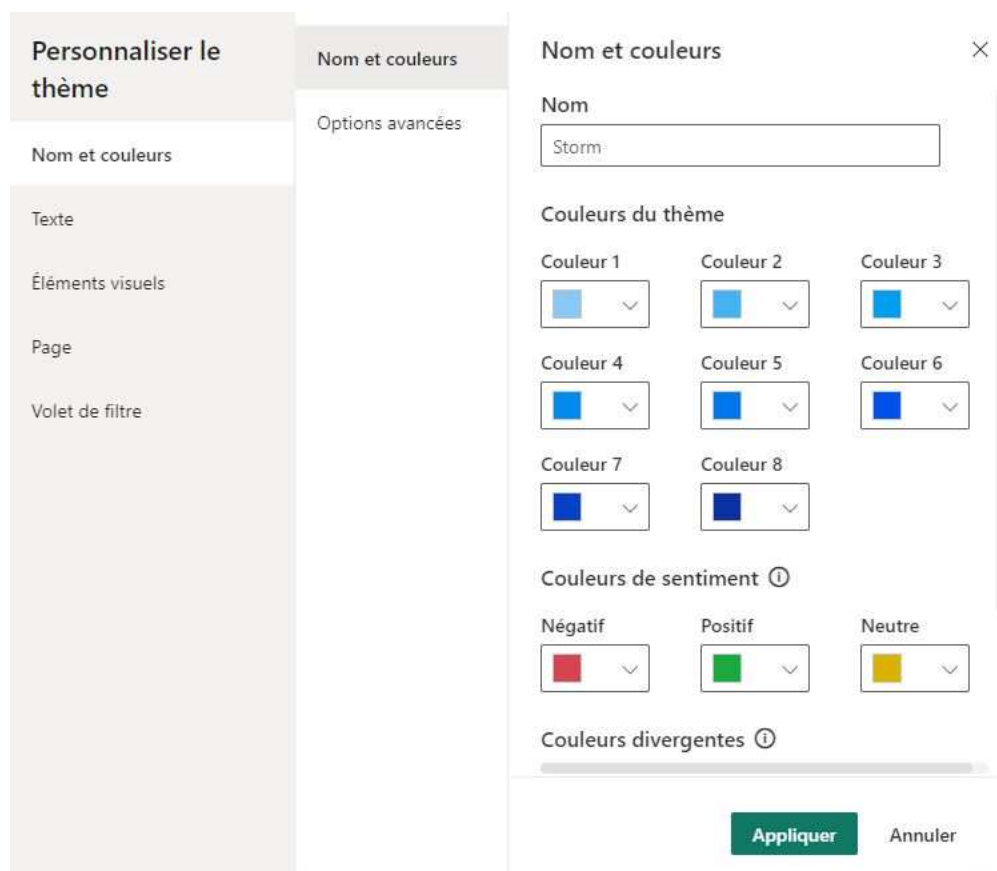 Personnaliser le
thème
Nom et couleurs
Texte
Éléments visuels
Page
Volet de filtre
Nom et couleurs
Options avancées
Nom et couleurs
Nom
Storm
Couleurs du thème
Couleur 1 Couleur 2 Couleur 3
Couleur 4 Couleur 5 Couleur 6
Couleur 7 Couleur 8
Couleurs de sentiment
Négatif Positif Neutre
Couleurs divergentes
Appliquer Annuler